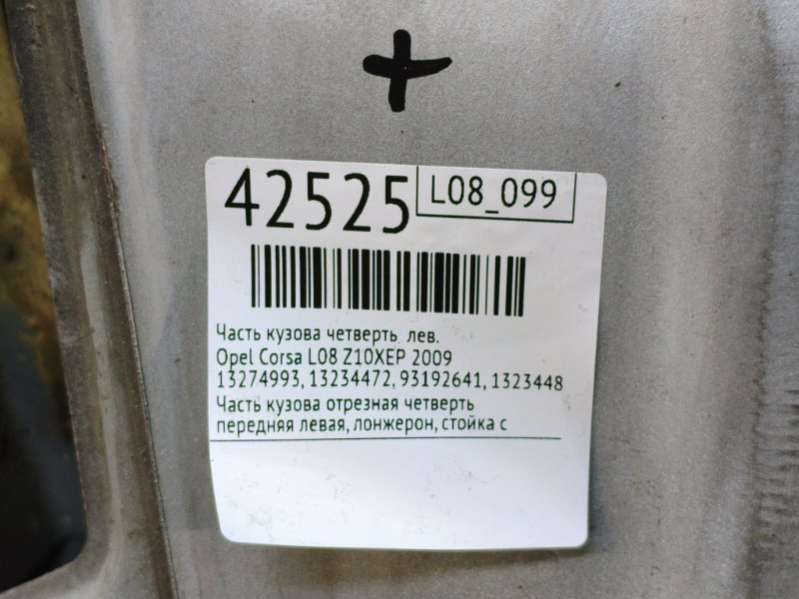 +
42525 L08_099
Часть кузова четверть лев.
Opel Corsa L08 Z10XEP 2009
13274993, 13234472, 93192641, 1323448
Часть кузова отрезная четверть
передняя левая, лонжерон, стойка с